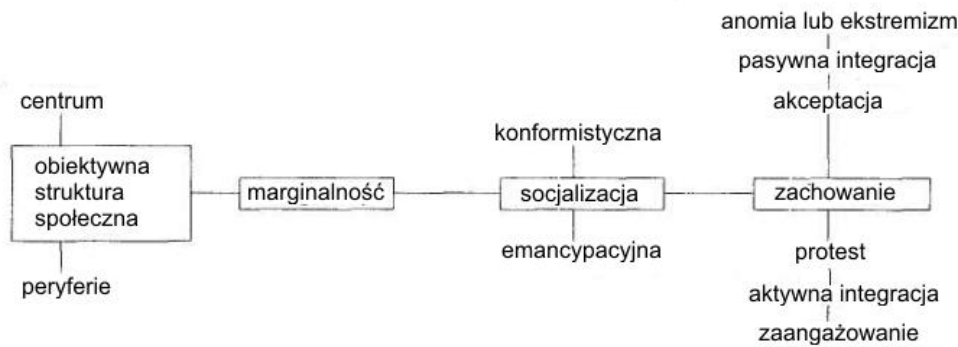 anomia lub ekstremizm
pasywna integracja
akceptacja
centrum
konformistyczna
obiektywna
struktura
społeczna
marginalność
socjalizacja
zachowanie
emancypacyjna
protest
peryferie
aktywna integracja
zaangażowanie